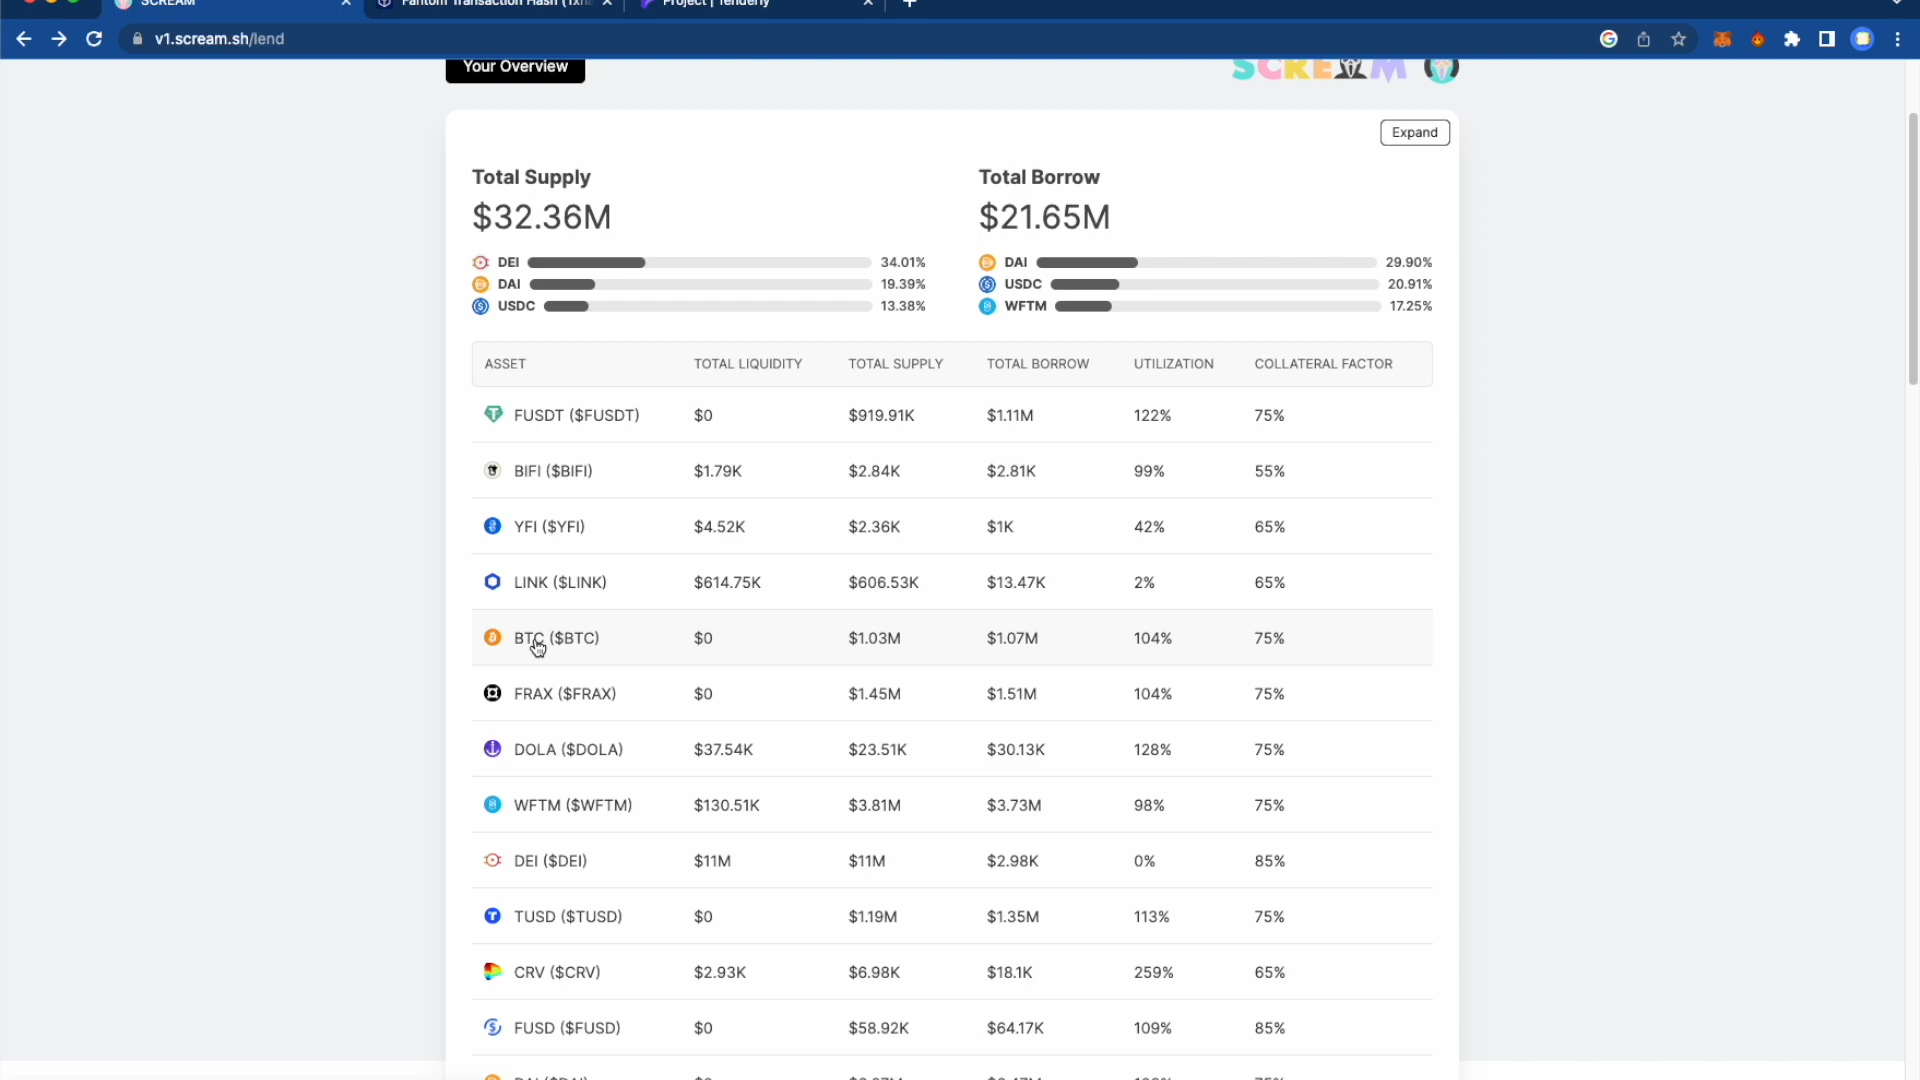 SCREAM
Fantom Transaction Hash (Txha
Project | Tenderly
v1.scream.sh/lend
Your Overview
SCREAM
Expand
Total Supply
Total Borrow
$32.36M
$21.65M
DEI 34.01%
DAI 29.90%
DAI 19.39%
USDC 20.91%
USDC 13.38%
WFTM 17.25%
ASSET TOTAL LIQUIDITY TOTAL SUPPLY TOTAL BORROW UTILIZATION COLLATERAL FACTOR
FUSDT ($FUSDT) $0 $919.91K $1.11M 122% 75%
BIFI ($BIFI) $1.79K $2.84K $2.81K 99% 55%
YFI ($YFI) $4.52K $2.36K $1K 42% 65%
LINK ($LINK) $614.75K $606.53K $13.47K 2% 65%
BTC ($BTC) $0 $1.03M $1.07M 104% 75%
FRAX ($FRAX) $0 $1.45M $1.51M 104% 75%
DOLA ($DOLA) $37.54K $23.51K $30.13K 128% 75%
WFTM ($WFTM) $130.51K $3.81M $3.73M 98% 75%
DEI ($DEI) $11M $11M $2.98K 0% 85%
TUSD ($TUSD) $0 $1.19M $1.35M 113% 75%
CRV ($CRV) $2.93K $6.98K $18.1K 259% 65%
FUSD ($FUSD) $0 $58.92K $64.17K 109% 85%